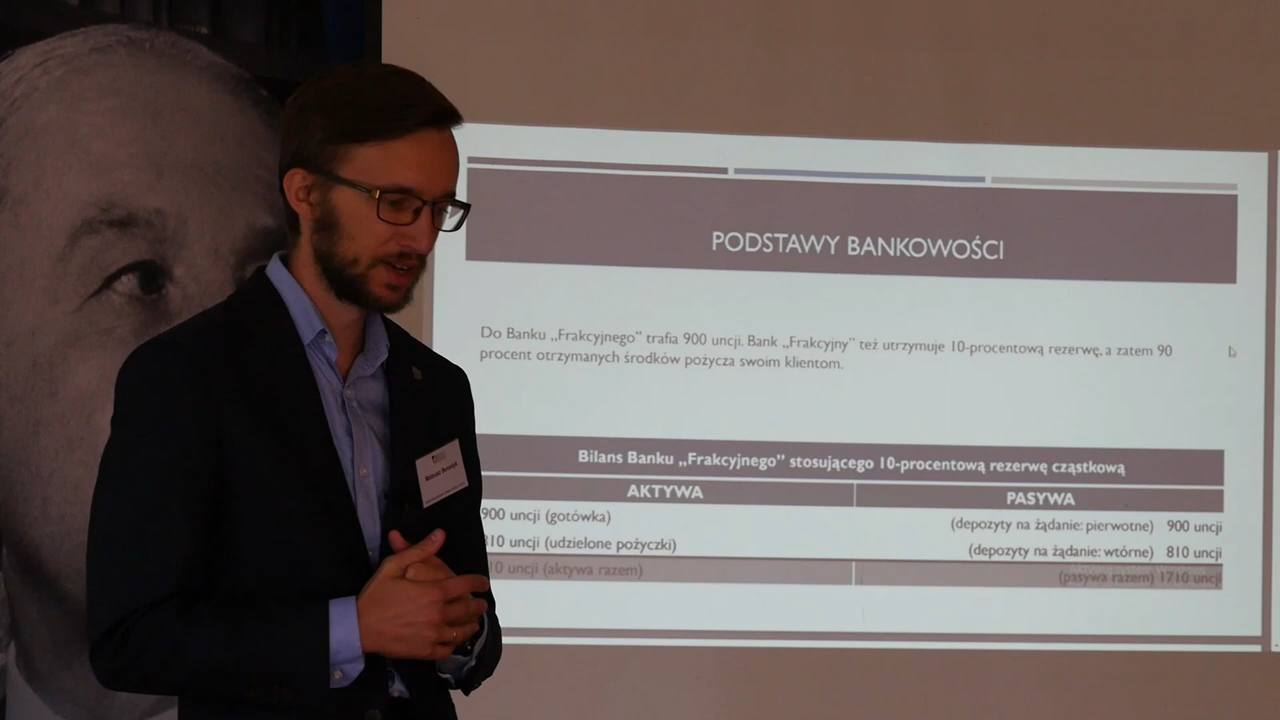 PODSTAWY BANKOWOŚCI
Do Banku „Frakcyjnego” trafia 900 uncji. Bank „Frakcyjny” też utrzymuje 10-procentową rezerwę, a zatem 90
procent otrzymanych środków pożycza swoim klientom.
Bilans Banku „Frakcyjnego” stosującego 10-procentową rezerwę cząstkową
AKTYWA PASYWA
900 uncji (gotówka) (depozyty na żądanie: pierwotne) 900 uncji
10 uncji (udzielone pożyczki) (depozyty na żądanie: wtórne) 810 uncji
10 uncji (aktywa razem) (pasywa razem) 1710 uncji